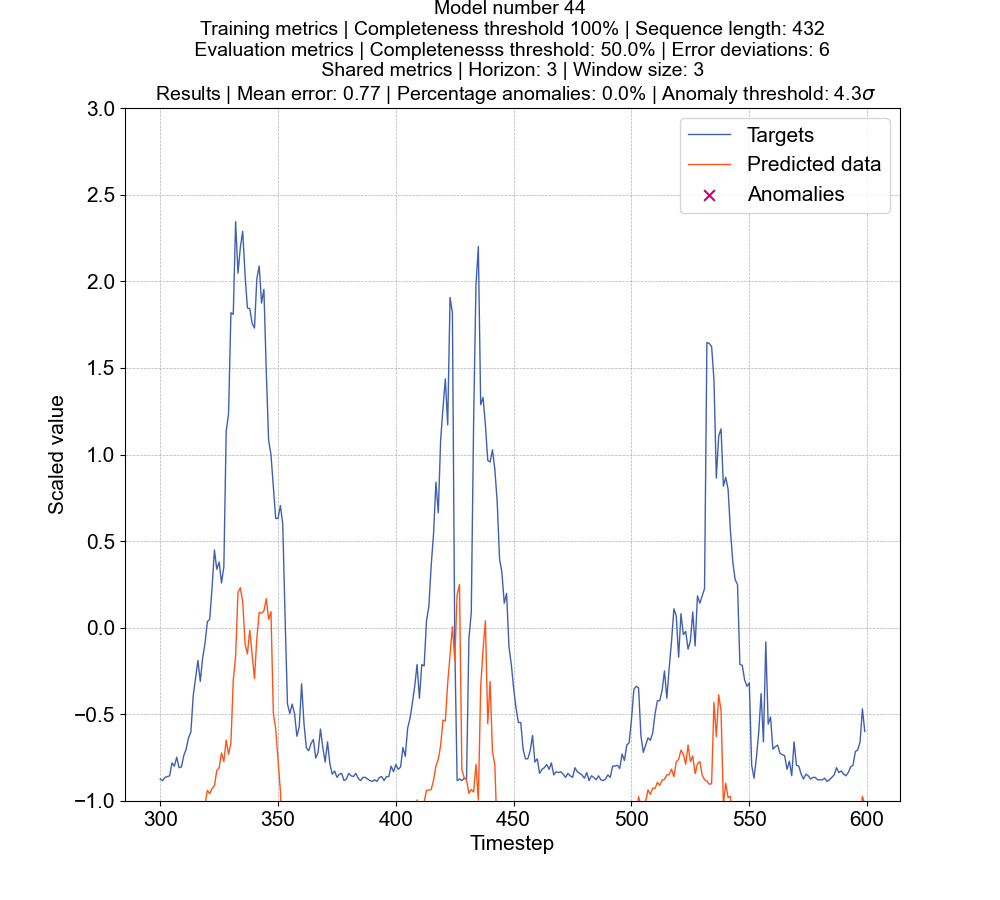 Model number 44
Training metrics | Completeness threshold 100% | Sequence length: 432
Evaluation metrics | Completenesss threshold: 50.0% | Error deviations: 6
Shared metrics | Horizon: 3 | Window size: 3
Results | Mean error: 0.77 | Percentage anomalies: 0.0% | Anomaly threshold: 4.3σ
Targets
Predicted data
Anomalies
Scaled value
3.0
2.5
2.0
1.5
1.0
0.5
0.0
−0.5
−1.0
300 350 400 450 500 550 600
Timestep